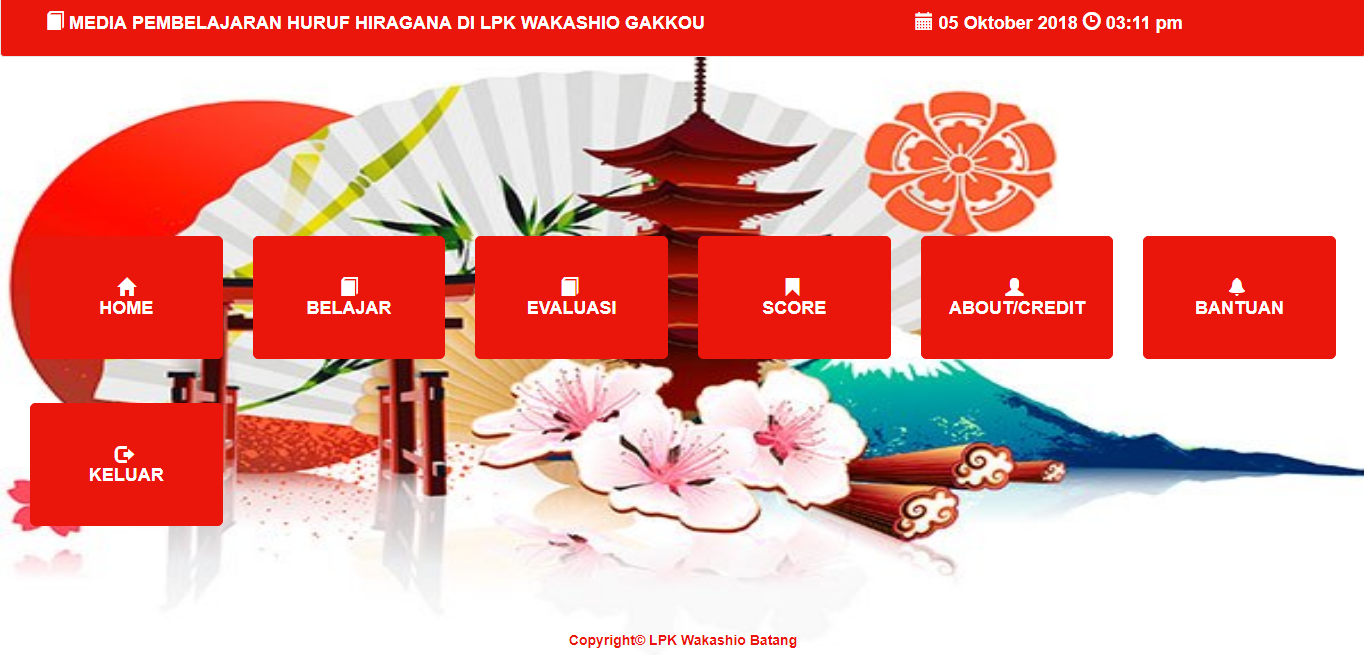 MEDIA PEMBELAJARAN HURUF HIRAGANA DI LPK WAKASHIO GAKKOU
05 Oktober 2018 03:11 pm
HOME
BELAJAR
EVALUASI
SCORE
ABOUT/CREDIT
BANTUAN
KELUAR
Copyright© LPK Wakashio Batang